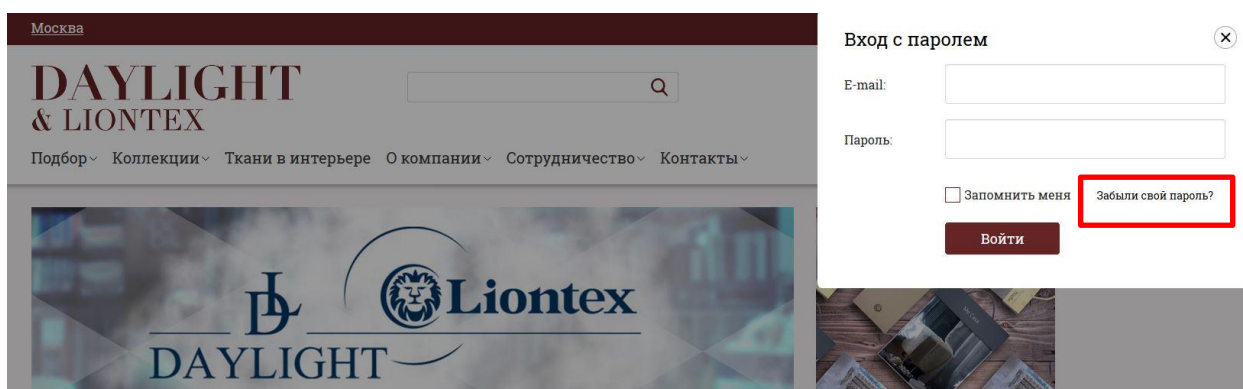 Москва
DAYLIGHT
& LIONTEX
Подбор Коллекции Ткани в интерьере О компании Сотрудничество Контакты
Вход с паролем
E-mail:
Пароль:
Запомнить меня Забыли свой пароль?
Войти
DL
Liontex
DAYLIGHT